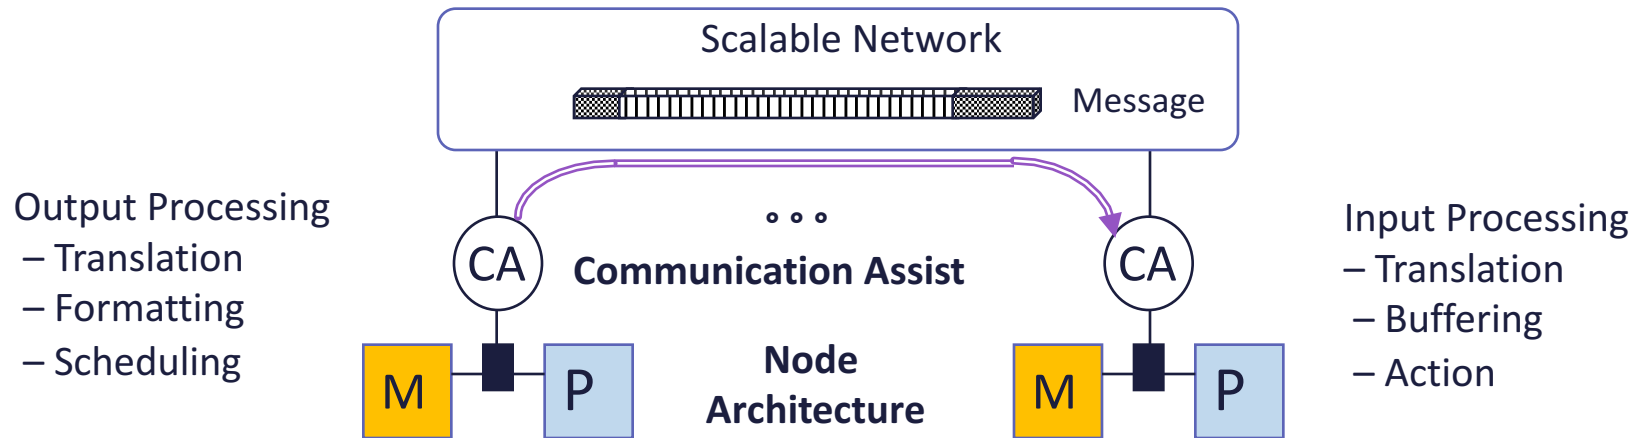 Scalable Network
Message
Output Processing
– Translation
– Formatting
– Scheduling
CA
Communication Assist
CA
Input Processing
– Translation
– Buffering
– Action
M
P
Node
Architecture
M
P